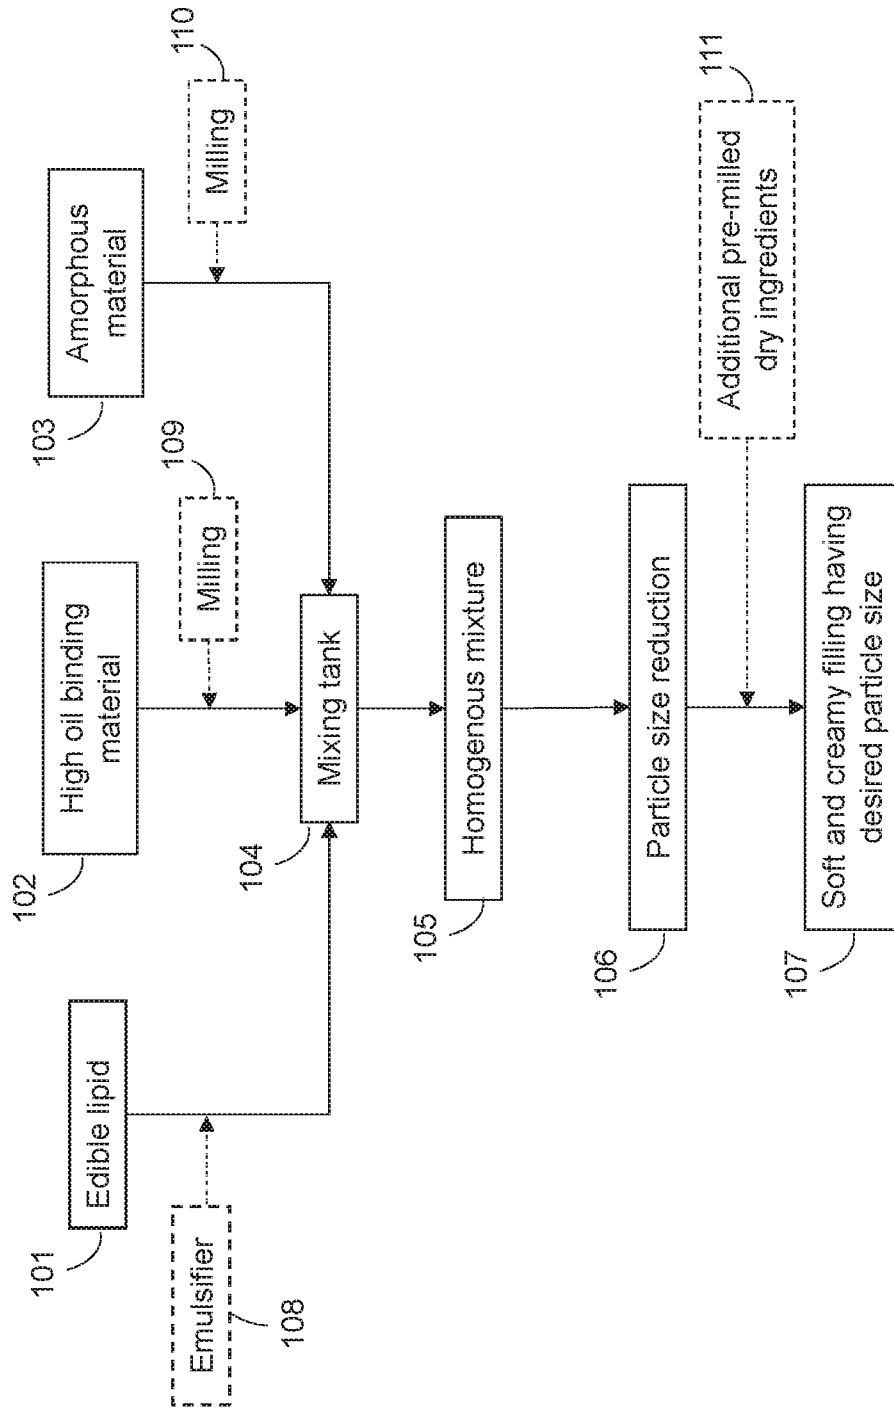 101
Edible lipid
Emulsifier
108
102
High oil binding
material
109
Milling
103
Amorphous
material
110
Milling
104
Mixing tank
105
Homogenous mixture
106
Particle size reduction
111
Additional pre-milled
dry ingredients
107
Soft and creamy filling having
desired particle size